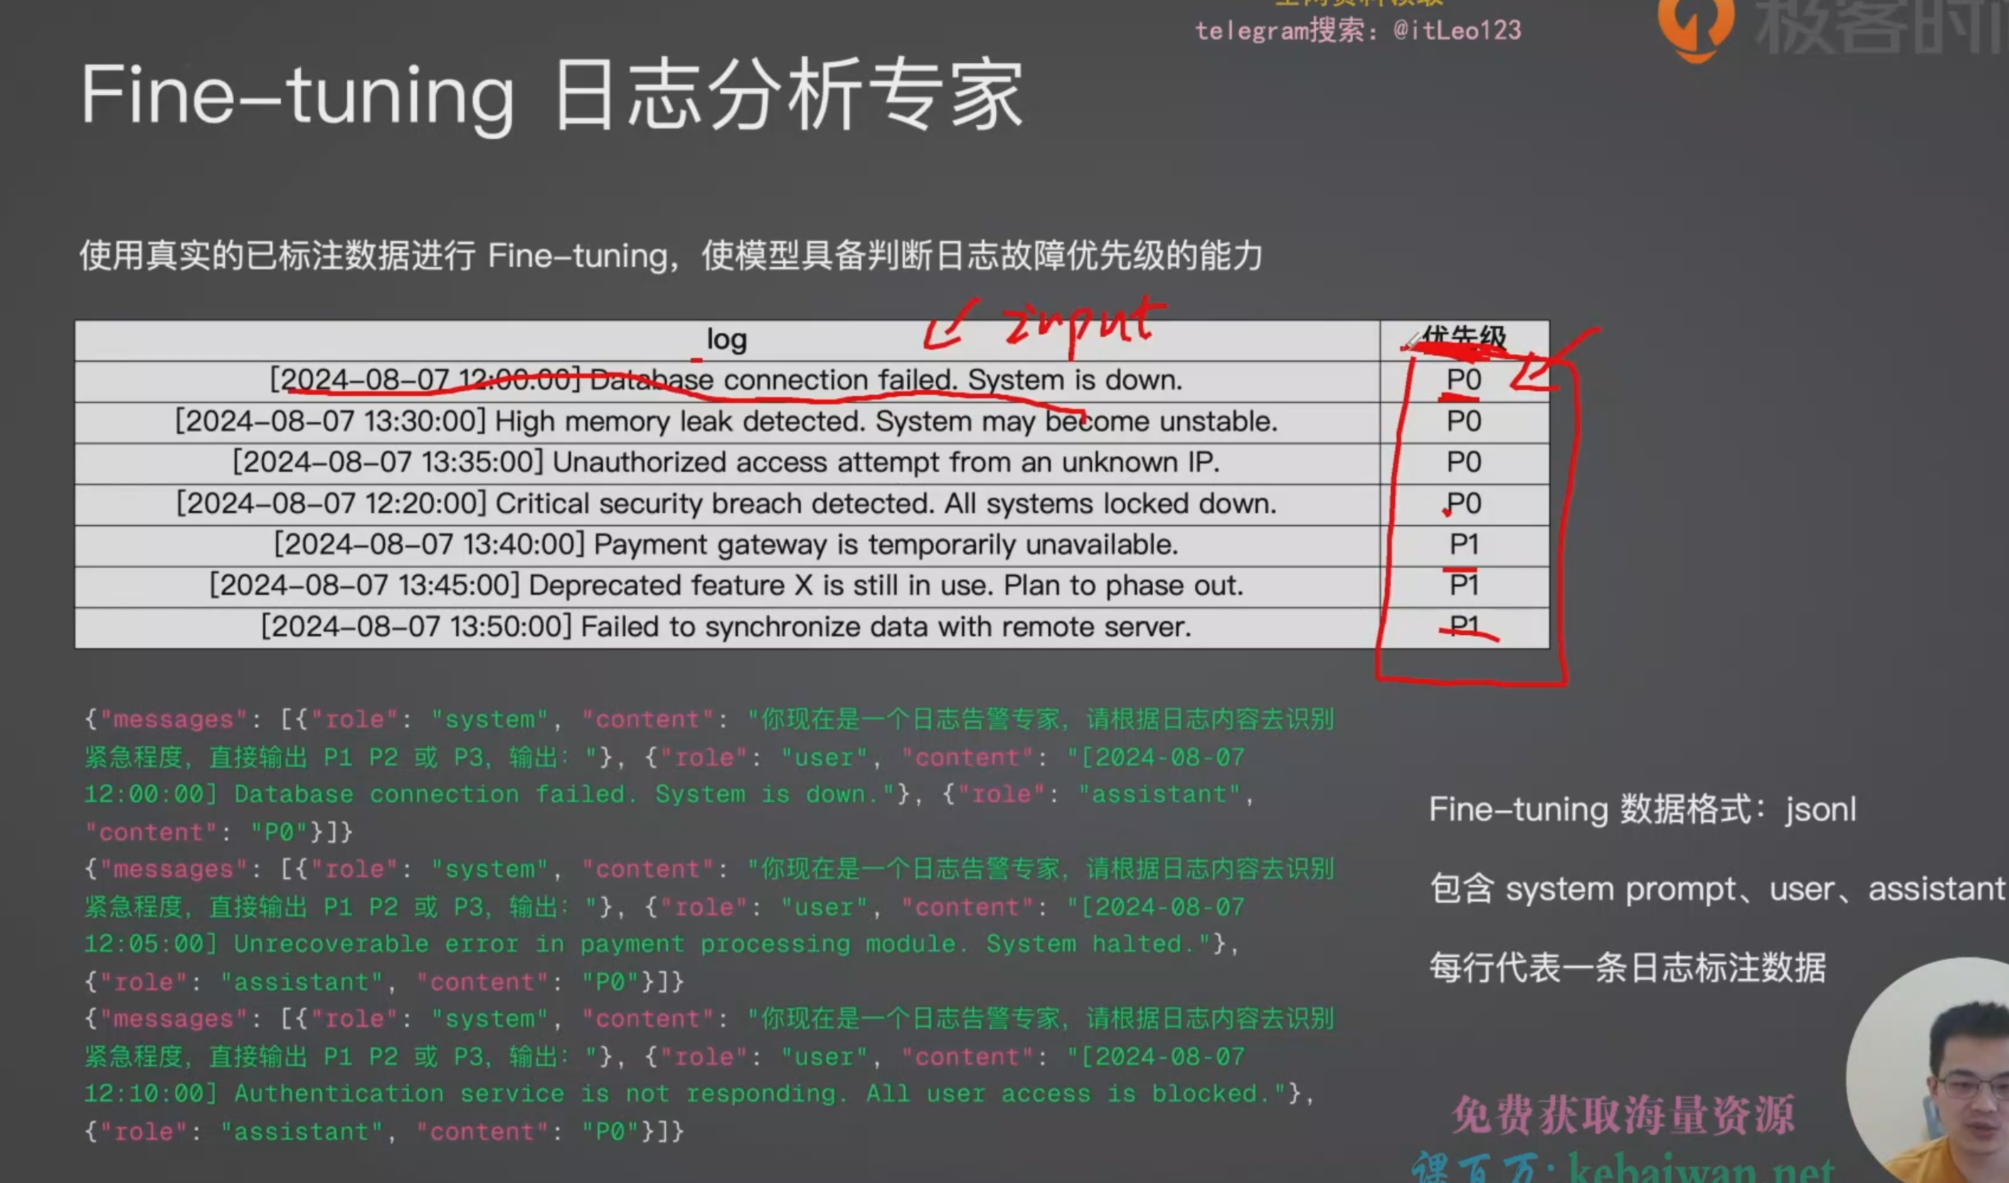 telegram搜索：@itLeo123
极客时
Fine-tuning 日志分析专家
使用真实的已标注数据进行 Fine-tuning，使模型具备判断日志故障优先级的能力
input
log 优先级
[2024-08-07 12:00:00] Database connection failed. System is down. P0
[2024-08-07 13:30:00] High memory leak detected. System may become unstable. P0
[2024-08-07 13:35:00] Unauthorized access attempt from an unknown IP. P0
[2024-08-07 12:20:00] Critical security breach detected. All systems locked down. P0
[2024-08-07 13:40:00] Payment gateway is temporarily unavailable. P1
[2024-08-07 13:45:00] Deprecated feature X is still in use. Plan to phase out. P1
[2024-08-07 13:50:00] Failed to synchronize data with remote server. P1
{"messages": [{"role": "system", "content": "你现在是一个日志告警专家，请根据日志内容去识别
紧急程度，直接输出 P1 P2 或 P3，输出："}, {"role": "user", "content": "[2024-08-07
12:00:00] Database connection failed. System is down."}, {"role": "assistant",
"content": "P0"}]}
{"messages": [{"role": "system", "content": "你现在是一个日志告警专家，请根据日志内容去识别
紧急程度，直接输出 P1 P2 或 P3，输出："}, {"role": "user", "content": "[2024-08-07
12:05:00] Unrecoverable error in payment processing module. System halted."},
{"role": "assistant", "content": "P0"}]}
{"messages": [{"role": "system", "content": "你现在是一个日志告警专家，请根据日志内容去识别
紧急程度，直接输出 P1 P2 或 P3，输出："}, {"role": "user", "content": "[2024-08-07
12:10:00] Authentication service is not responding. All user access is blocked."},
{"role": "assistant", "content": "P0"}]}
Fine-tuning 数据格式：jsonl
包含 system prompt、user、assistant
每行代表一条日志标注数据
免费获取海量资源
课百万：kebaiwan.net